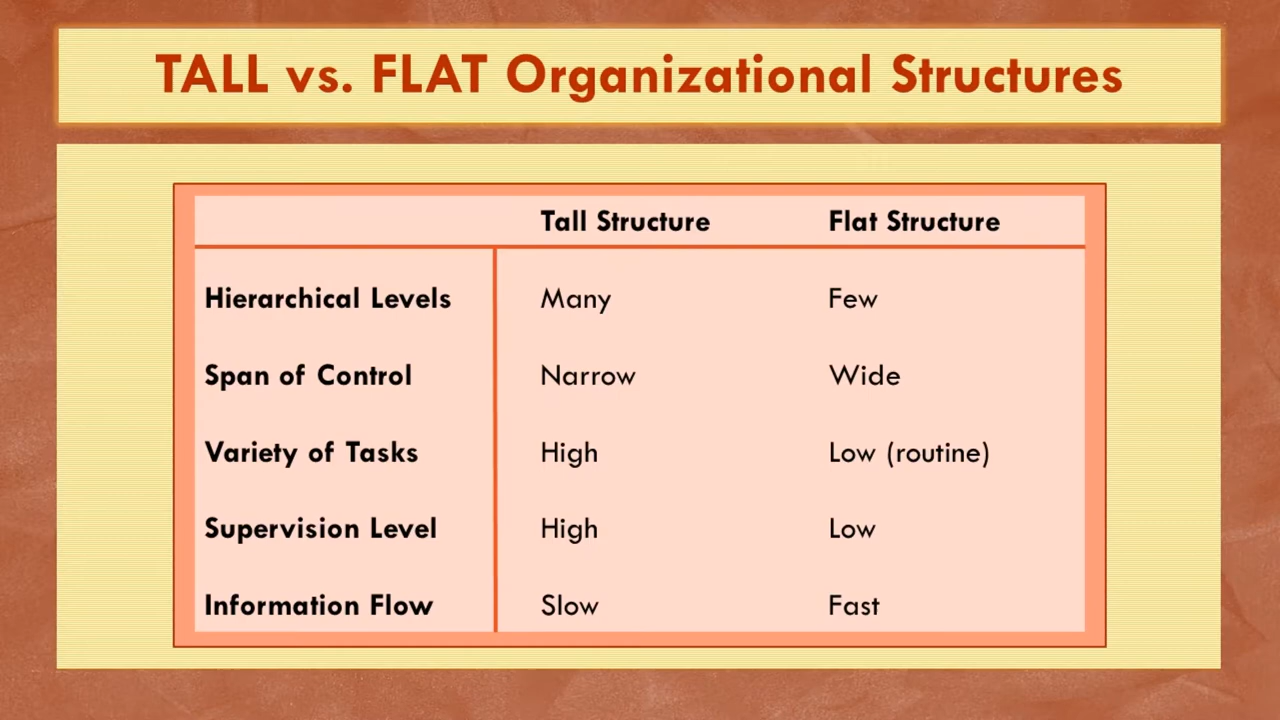 TALL vs. FLAT Organizational Structures
Tall Structure Flat Structure
Hierarchical Levels Many Few
Span of Control Narrow Wide
Variety of Tasks High Low (routine)
Supervision Level High Low
Information Flow Slow Fast